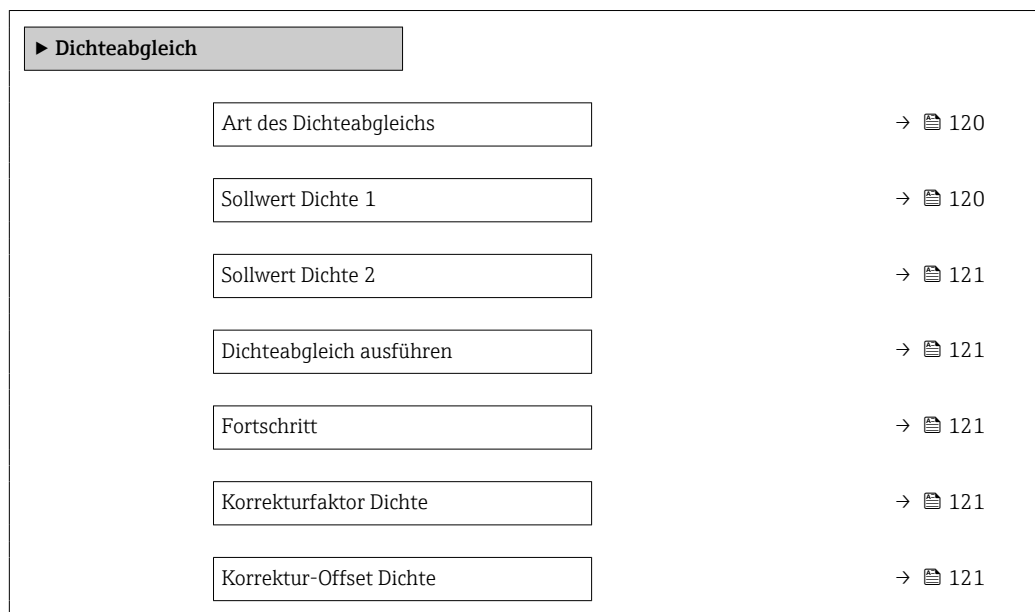 ▶ Dichteabgleich
Art des Dichteabgleichs → 120
Sollwert Dichte 1 → 120
Sollwert Dichte 2 → 121
Dichteabgleich ausführen → 121
Fortschritt → 121
Korrekturfaktor Dichte → 121
Korrektur-Offset Dichte → 121